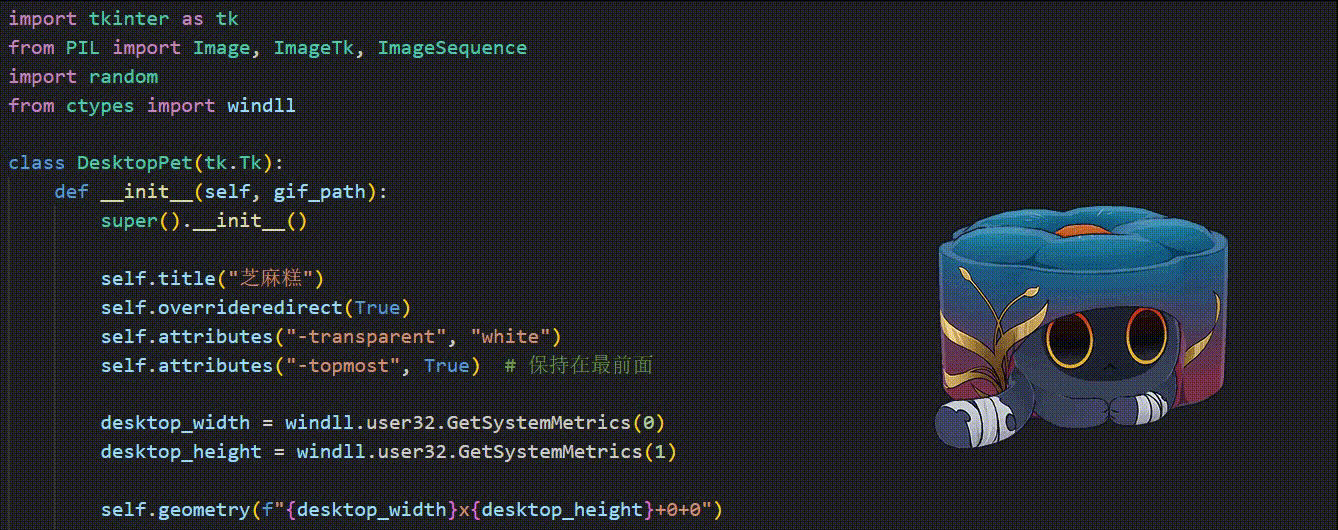 import tkinter as tk
from PIL import Image, ImageTk, ImageSequence
import random
from ctypes import windll

class DesktopPet(tk.Tk):
    def __init__(self, gif_path):
        super().__init__()

        self.title("芝麻糕")
        self.overrideredirect(True)
        self.attributes("-transparent", "white")
        self.attributes("-topmost", True)  # 保持在最前面

        desktop_width = windll.user32.GetSystemMetrics(0)
        desktop_height = windll.user32.GetSystemMetrics(1)

        self.geometry(f"{desktop_width}x{desktop_height}+0+0")